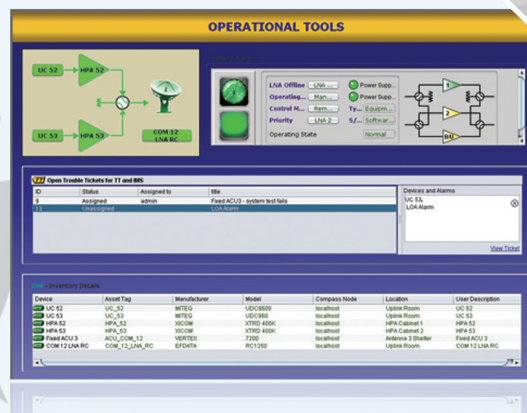 OPERATIONAL TOOLS
UC 52
HPA 52
UC 53
HPA 53
COM 12
LNA RC
LNA Offline LNA ... Power Supp..
Operating... Man... Power Supp..
Control M... Rem... Ty... Equipm...
Priority LNA 2 S/... Softwar...
Operating State Normal
1
2
Open Trouble Tickets for TT and IMS
ID Status Assigned to title
9 Assigned admin Fixed ACU3 - system test fails
13 Unassigned LOA Alarm
Devices and Alarms
UC 53
LOA Alarm
View Ticket
Inventory Details
Device Asset Tag Manufacturer Model Compass Node Location User Description
UC 52 UC_52 MITEQ UDC9800 localhost Uplink Room UC 52
UC 53 UC_53 MITEQ UDC960 localhost Uplink Room UC 53
HPA 52 HPA_52 XICOM XTRD 400K localhost HPA Cabinet 1 HPA 52
HPA 53 HPA_53 XICOM XTRD 400K localhost HPA Cabinet 2 HPA 53
Fixed ACU 3 ACU_COM_12 VERTEX 7200 localhost Antenna 3 Shelter Fixed ACU 3
COM 12 LNA RC COM_12_LNA_RC EFDATA RC1250 localhost Uplink Room COM 12 LNA RC